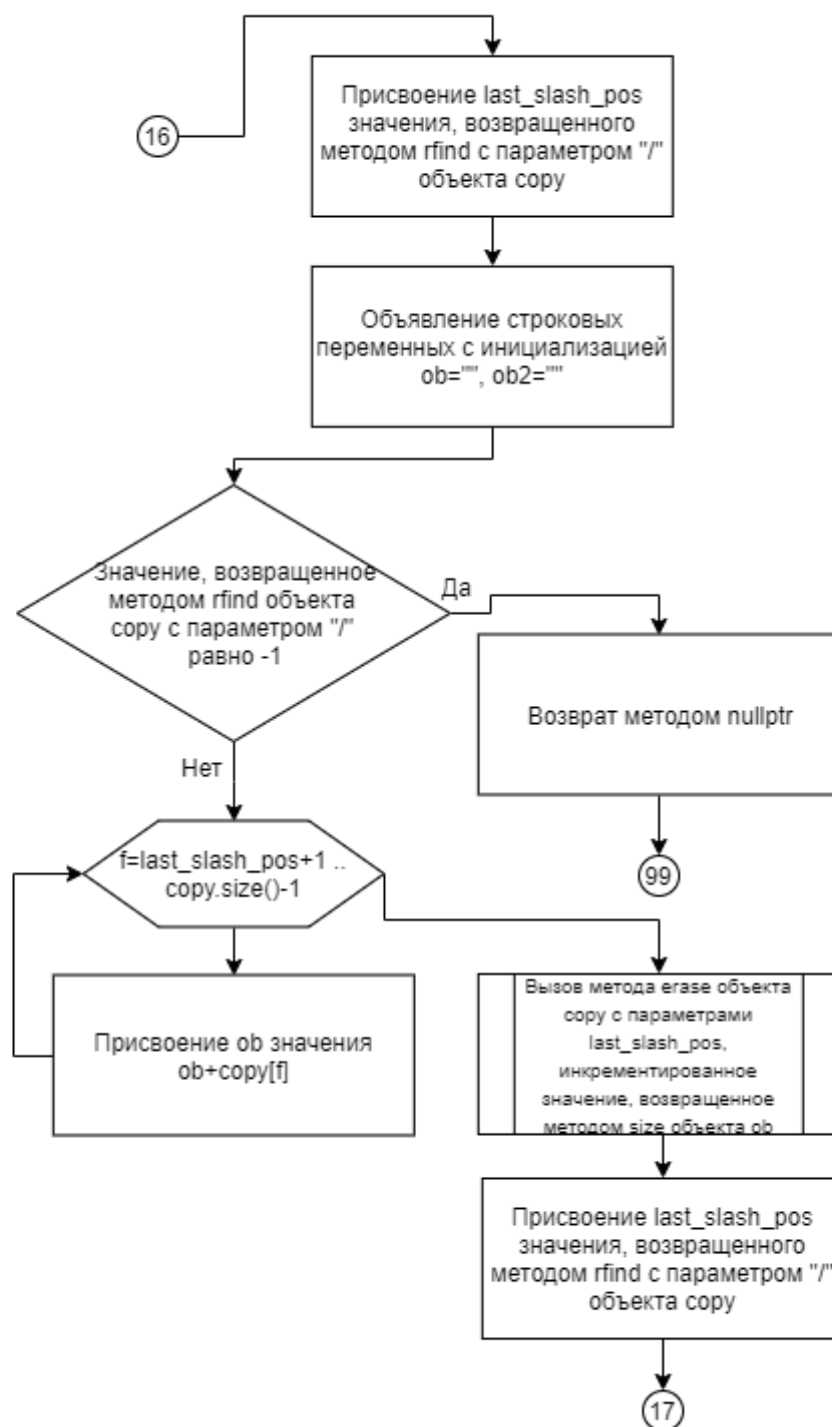 16
Присвоение last_slash_pos
значения, возвращенного
методом rfind с параметром "/"
объекта copy
Объявление строковых
переменных с инициализацией
ob="", ob2=""
Значение, возвращенное
методом rfind объекта
copy с параметром "/"
равно -1
Да
Возврат методом nullptr
99
Нет
f=last_slash_pos+1 ..
copy.size()-1
Присвоение ob значения
ob+copy[f]
Вызов метода erase объекта
copy с параметрами
last_slash_pos,
инкрементированное
значение, возвращенное
методом size объекта ob
Присвоение last_slash_pos
значения, возвращенного
методом rfind с параметром "/"
объекта copy
17